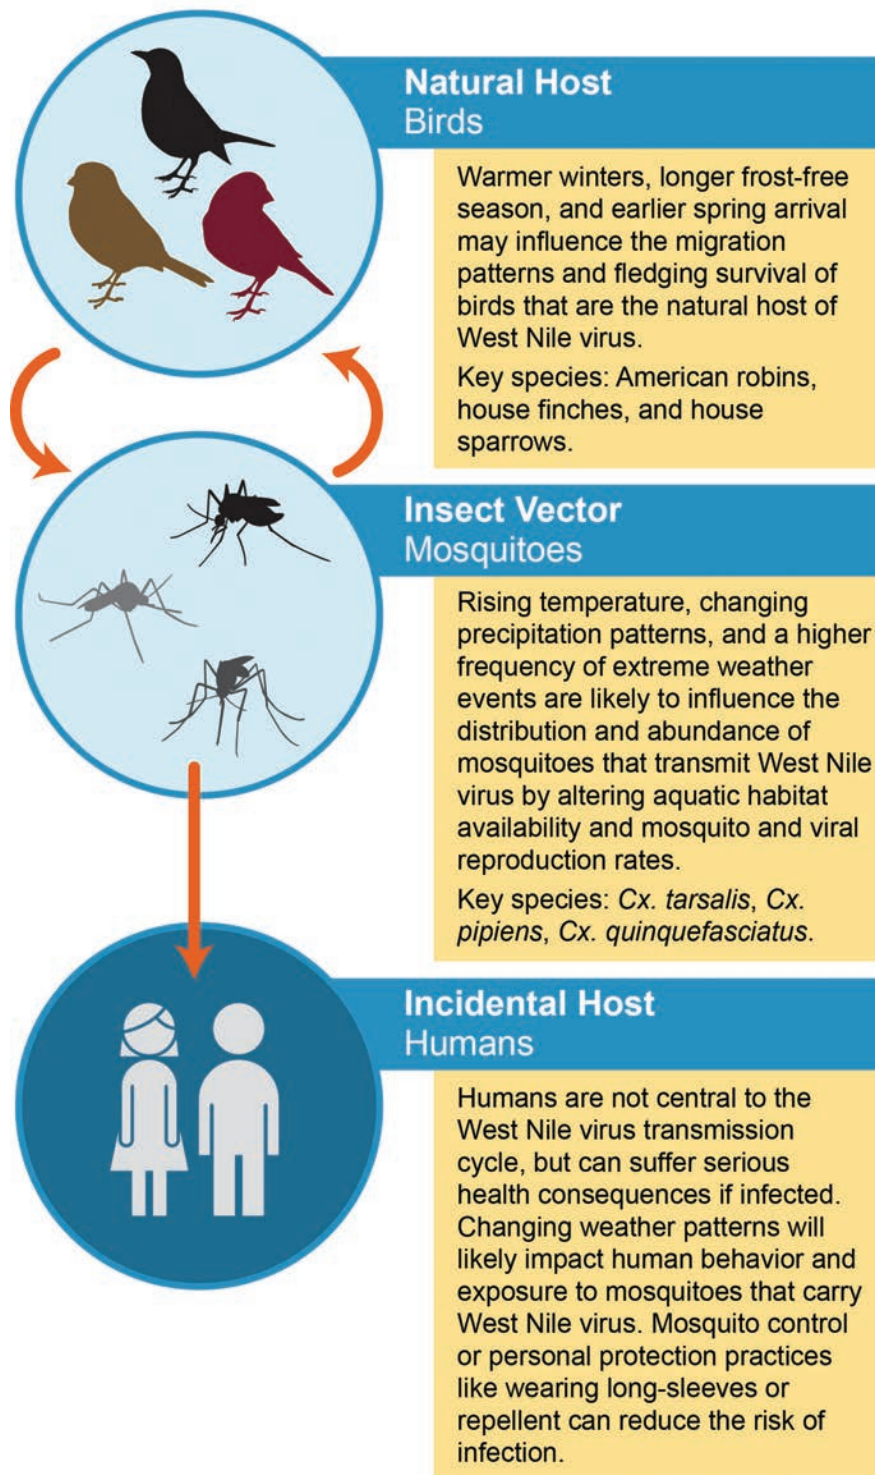 Natural Host
Birds
Warmer winters, longer frost-free
season, and earlier spring arrival
may influence the migration
patterns and fledging survival of
birds that are the natural host of
West Nile virus.
Key species: American robins,
house finches, and house
sparrows.
Insect Vector
Mosquitoes
Rising temperature, changing
precipitation patterns, and a higher
frequency of extreme weather
events are likely to influence the
distribution and abundance of
mosquitoes that transmit West Nile
virus by altering aquatic habitat
availability and mosquito and viral
reproduction rates.
Key species: Cx. tarsalis, Cx.
pipiens, Cx. quinquefasciatus.
Incidental Host
Humans
Humans are not central to the
West Nile virus transmission
cycle, but can suffer serious
health consequences if infected.
Changing weather patterns will
likely impact human behavior and
exposure to mosquitoes that carry
West Nile virus. Mosquito control
or personal protection practices
like wearing long-sleeves or
repellent can reduce the risk of
infection.